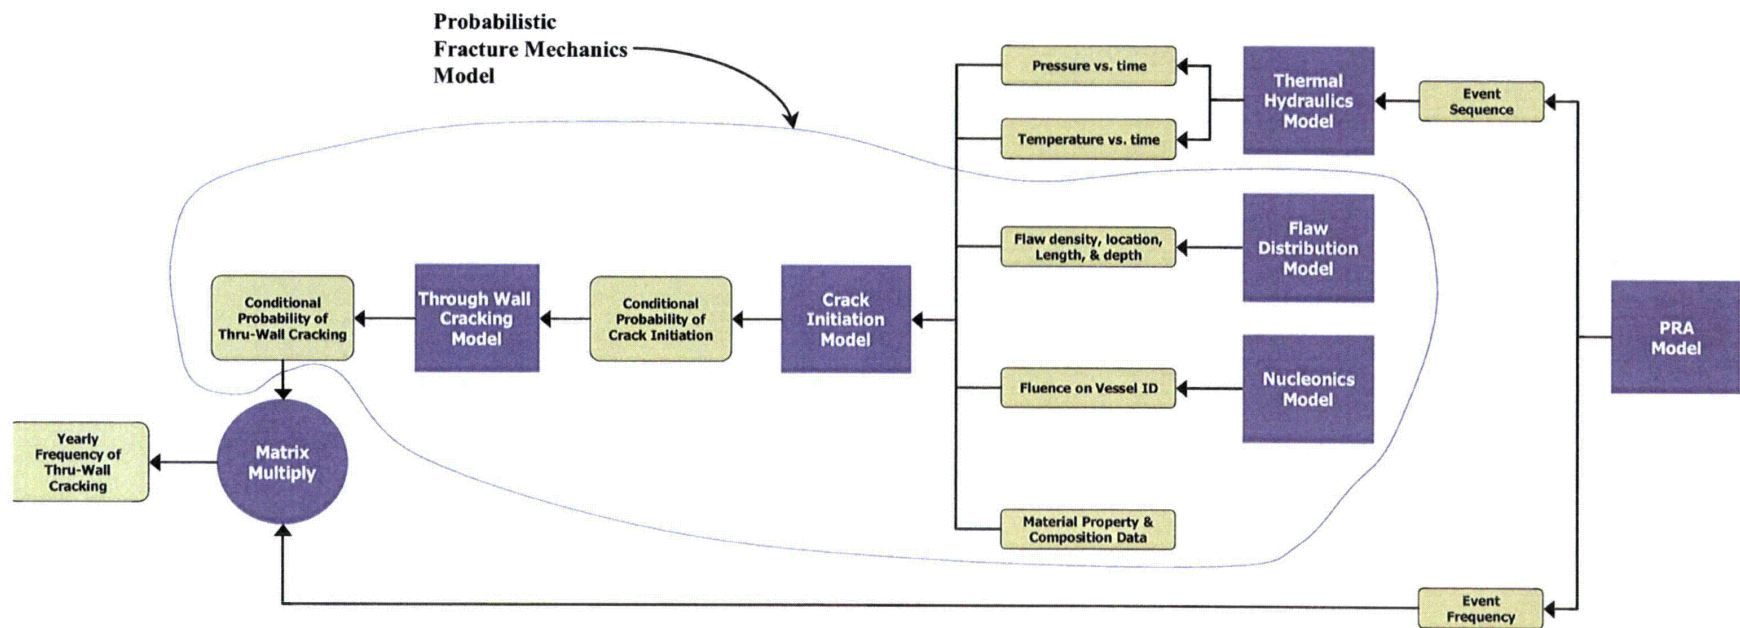 Probabilistic
Fracture Mechanics
Model
Pressure vs. time
Temperature vs. time
Thermal
Hydraulics
Model
Event
Sequence
Flaw density, location,
Length, & depth
Flaw
Distribution
Model
Conditional
Probability of
Thru-Wall Cracking
Through Wall
Cracking
Model
Conditional
Probability of
Crack Initiation
Crack
Initiation
Model
PRA
Model
Fluence on Vessel ID
Nucleonics
Model
Yearly
Frequency of
Thru-Wall
Cracking
Matrix
Multiply
Material Property &
Composition Data
Event
Frequency